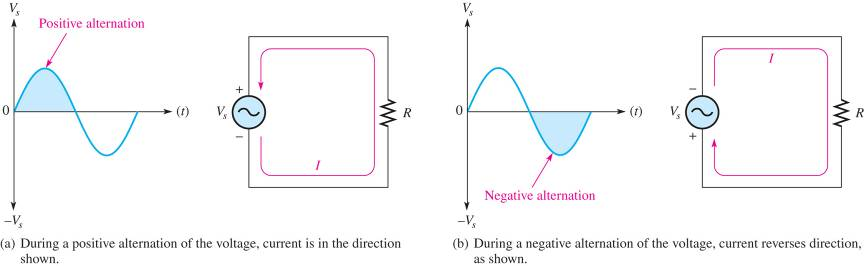 Vs
Positive alternation
0
(t)
–Vs
+
Vs
–
R
I
(a) During a positive alternation of the voltage, current is in the direction
shown.
Vs
0
(t)
Negative alternation
–Vs
I
–
Vs
+
R
(b) During a negative alternation of the voltage, current reverses direction,
as shown.